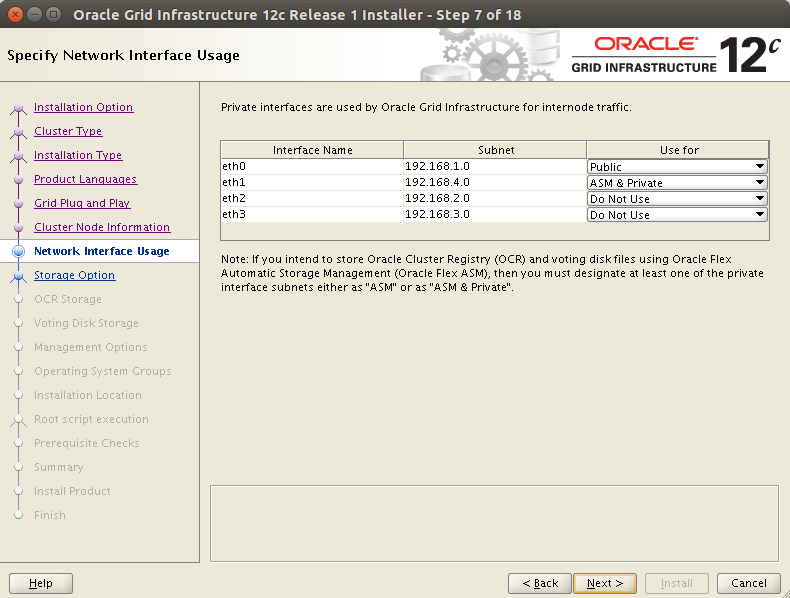 Oracle Grid Infrastructure 12c Release 1 Installer - Step 7 of 18
Specify Network Interface Usage
ORACLE®
GRID INFRASTRUCTURE
12c
Installation Option
Cluster Type
Installation Type
Product Languages
Grid Plug and Play
Cluster Node Information
Network Interface Usage
Storage Option
OCR Storage
Voting Disk Storage
Management Options
Operating System Groups
Installation Location
Root script execution
Prerequisite Checks
Summary
Install Product
Finish
Private interfaces are used by Oracle Grid Infrastructure for internode traffic.
Interface Name Subnet Use for
eth0 192.168.1.0 Public
eth1 192.168.4.0 ASM & Private
eth2 192.168.2.0 Do Not Use
eth3 192.168.3.0 Do Not Use
Note: If you intend to store Oracle Cluster Registry (OCR) and voting disk files using Oracle Flex
Automatic Storage Management (Oracle Flex ASM), then you must designate at least one of the private
interface subnets either as "ASM" or as "ASM & Private".
Help < Back Next > Install Cancel